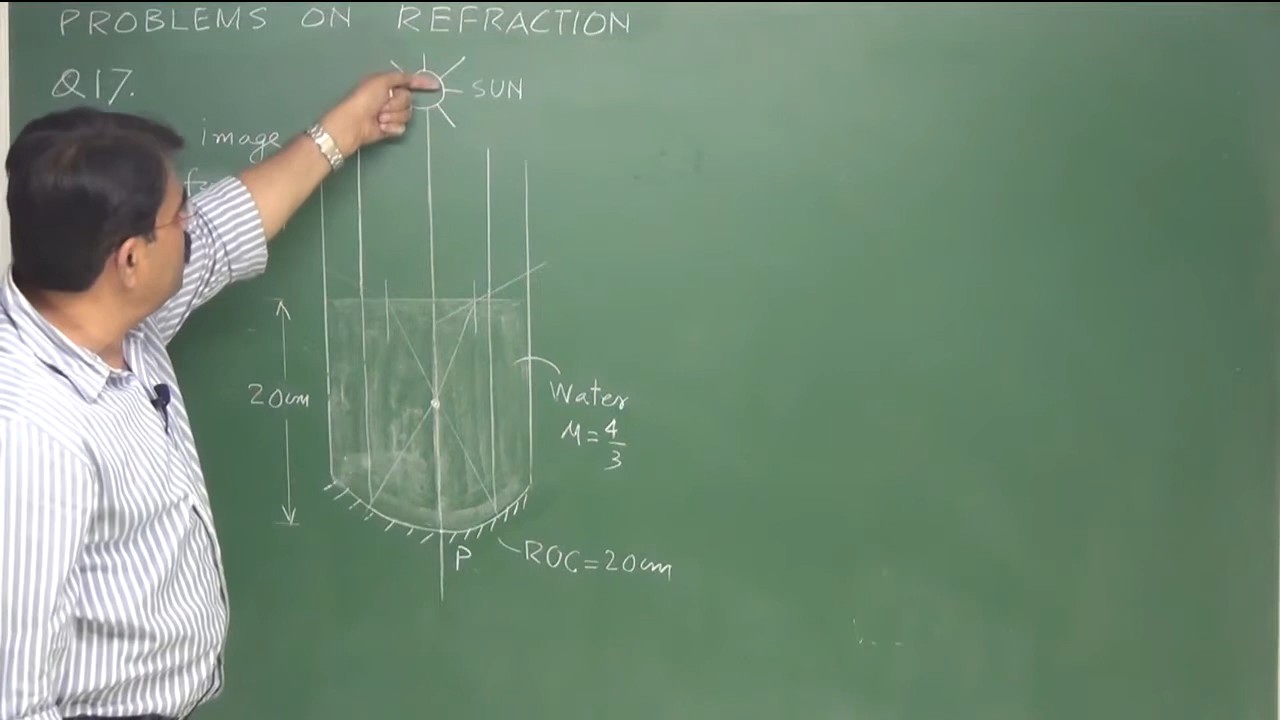 PROBLEMS ON REFRACTION
Q17.
SUN
image
20cm
Water
μ = 4/3
P
ROC = 20cm